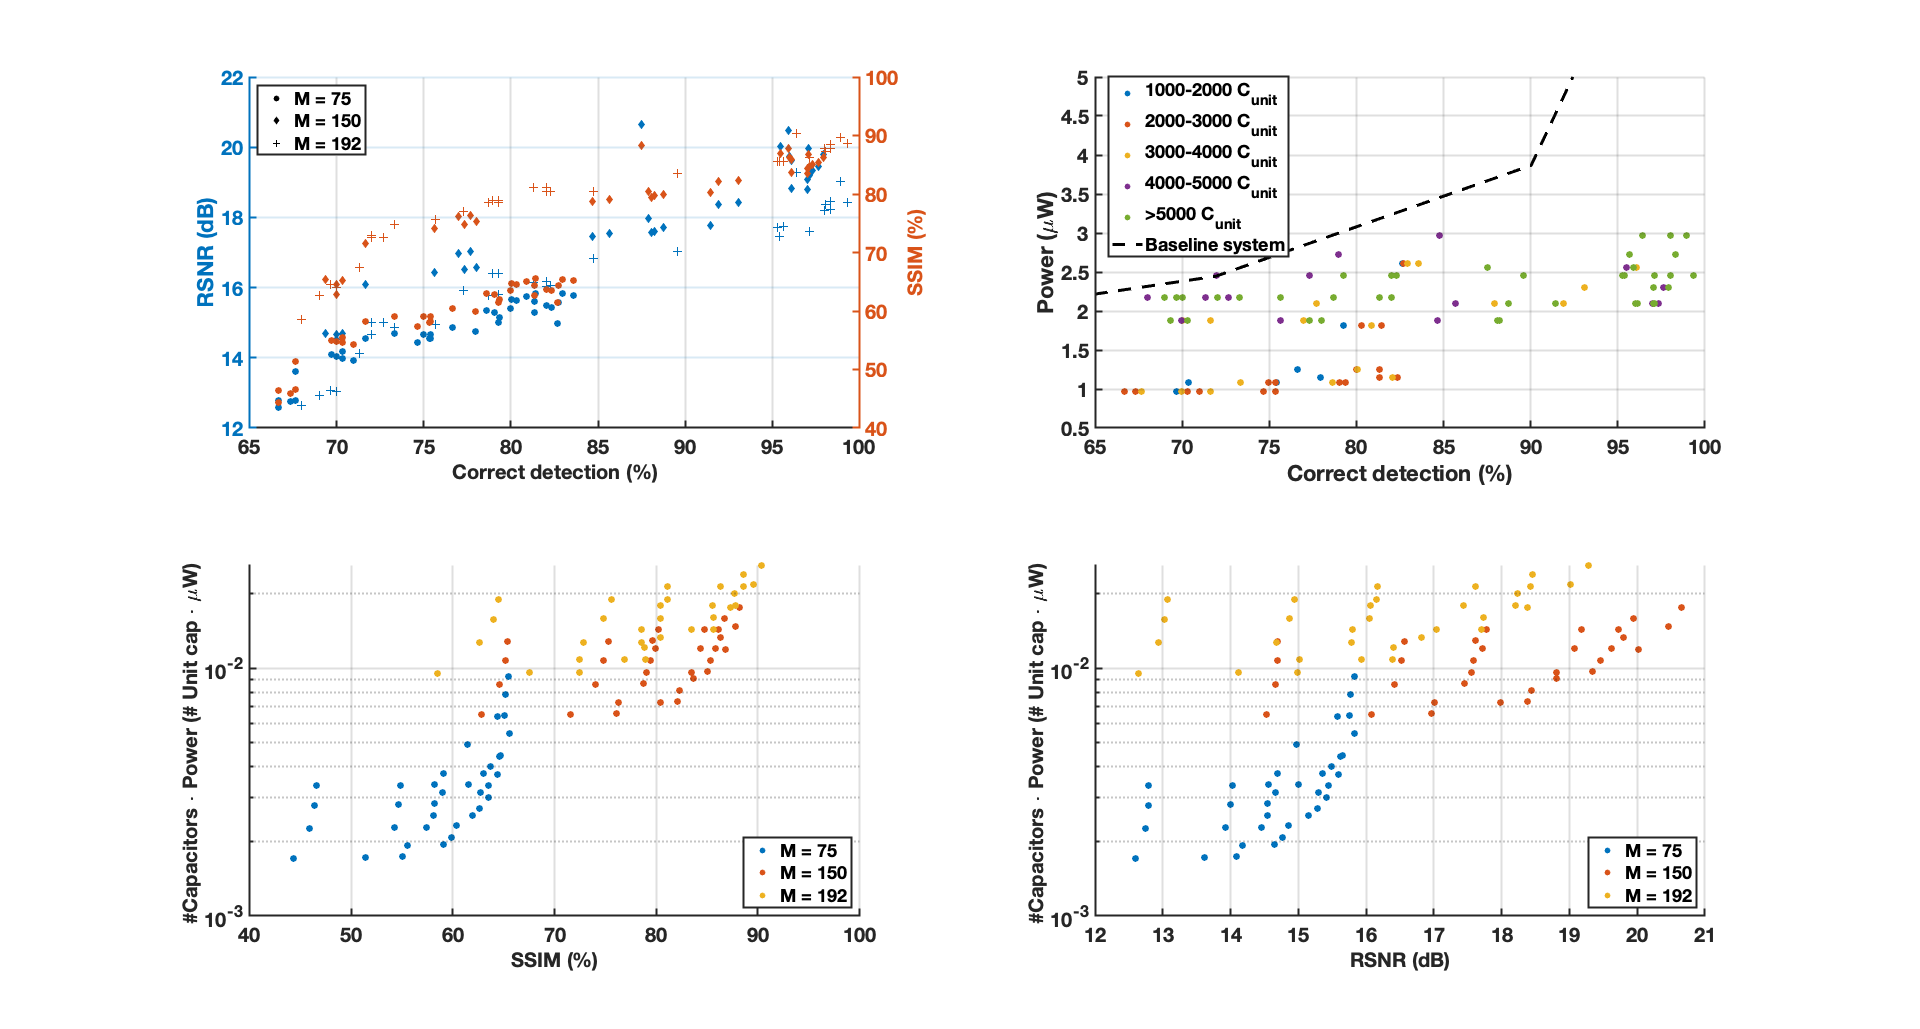 22
20
18
16
14
12
RSNR (dB)
M = 75
M = 150
M = 192
100
90
80
70
60
50
40
SSIM (%)
65 70 75 80 85 90 95 100
Correct detection (%)
5
4.5
4
3.5
3
2.5
2
1.5
1
0.5
Power (μW)
1000-2000 C_unit
2000-3000 C_unit
3000-4000 C_unit
4000-5000 C_unit
>5000 C_unit
Baseline system
65 70 75 80 85 90 95 100
Correct detection (%)
#Capacitors · Power (# Unit cap · μW)
10^-2
10^-3
M = 75
M = 150
M = 192
40 50 60 70 80 90 100
SSIM (%)
#Capacitors · Power (# Unit cap · μW)
10^-2
10^-3
M = 75
M = 150
M = 192
12 13 14 15 16 17 18 19 20 21
RSNR (dB)